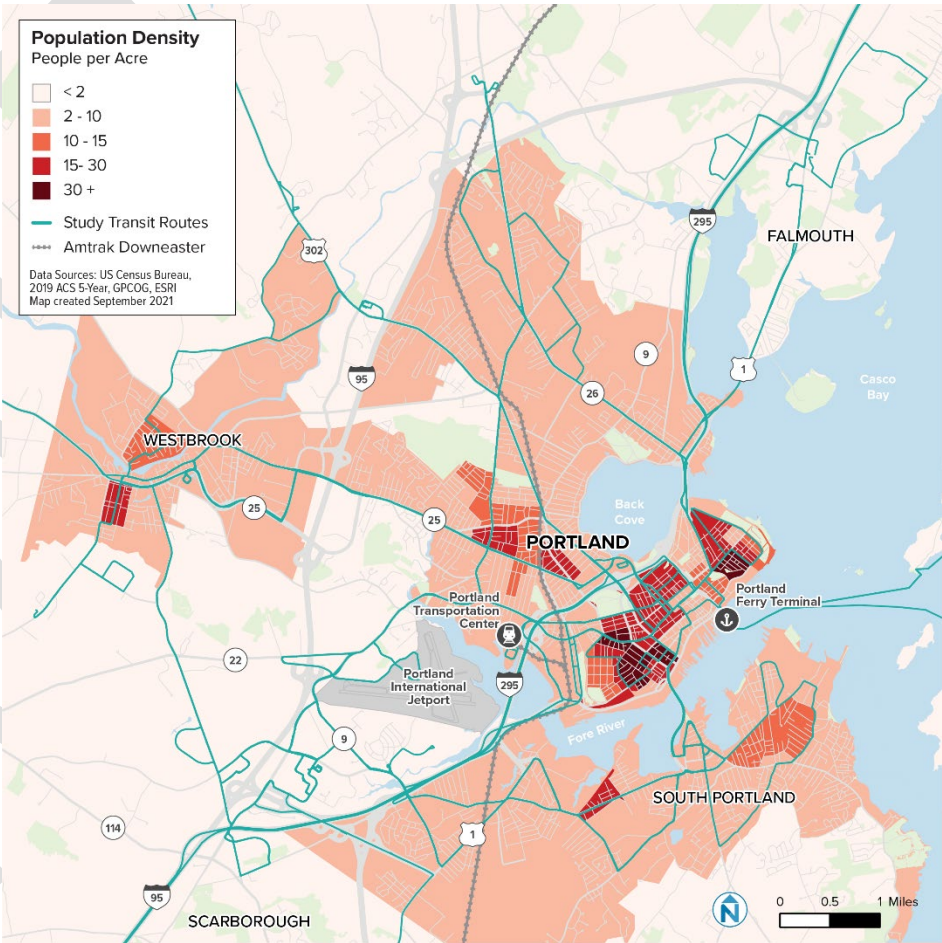 Population Density
People per Acre
< 2
2 - 10
10 - 15
15- 30
30 +
Study Transit Routes
Amtrak Downeaster
Data Sources: US Census Bureau,
2019 ACS 5-Year, GPCOG, ESRI
Map created September 2021
302
295
FALMOUTH
9
1
95
26
Casco
Bay
WESTBROOK
25
25
Back
Cove
PORTLAND
Portland
Transportation
Center
Portland
Ferry Terminal
22
Portland
International
Jetport
295
9
Fore River
SOUTH PORTLAND
114
1
95
SCARBOROUGH
N
0 0.5 1 Miles